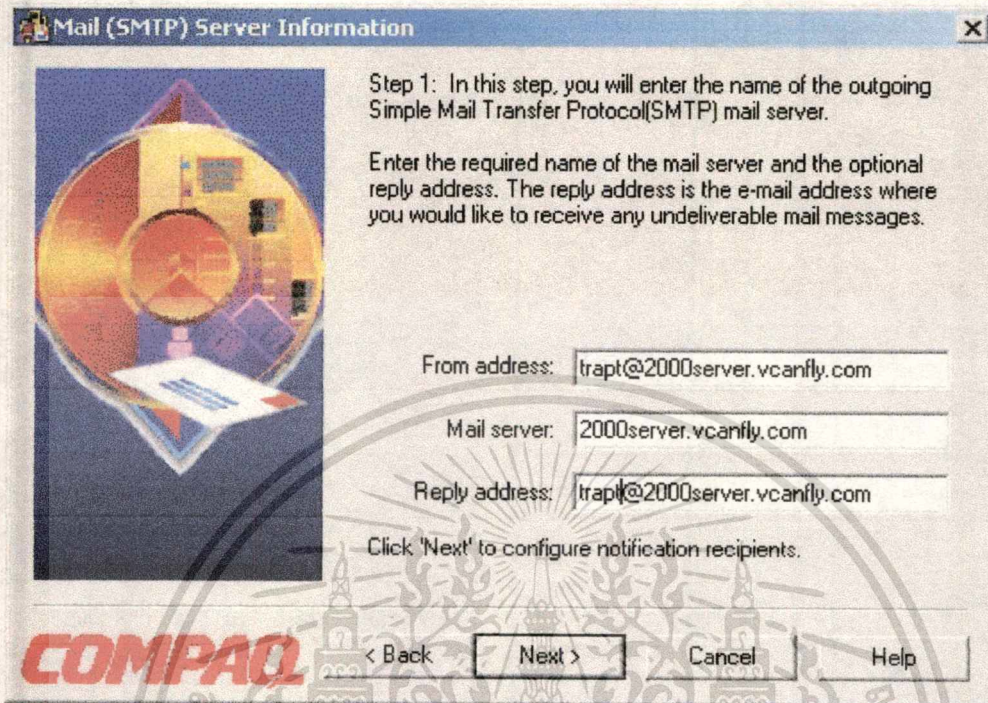 Mail (SMTP) Server Information
Step 1: In this step, you will enter the name of the outgoing
Simple Mail Transfer Protocol(SMTP) mail server.
Enter the required name of the mail server and the optional
reply address. The reply address is the e-mail address where
you would like to receive any undeliverable mail messages.
From address: trapt@2000server.vcanfly.com
Mail server: 2000server.vcanfly.com
Reply address: trapt@2000server.vcanfly.com
Click 'Next' to configure notification recipients.
COMPAQ
< Back Next > Cancel Help